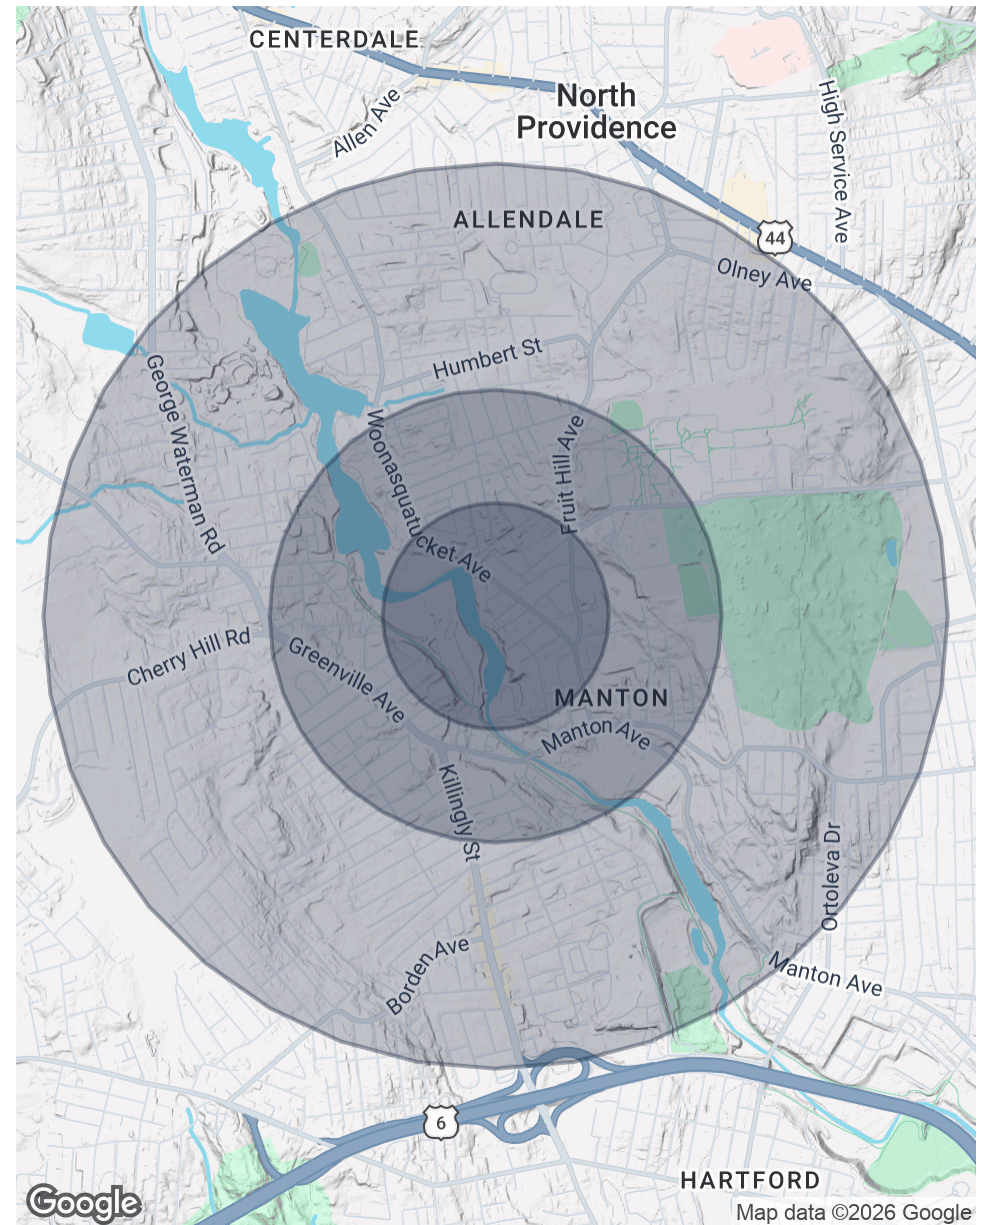 CENTERDALE
Allen Ave
North
Providence
High Service Ave
ALLENDALE
44
Olney Ave
Humbert St
George Waterman Rd
Woonasquatucket Ave
Fruit Hill Ave
Cherry Hill Rd
Greenville Ave
MANTON
Manton Ave
Killingly St
Ortoleva Dr
Borden Ave
Manton Ave
6
HARTFORD
Google
Map data ©2026 Google